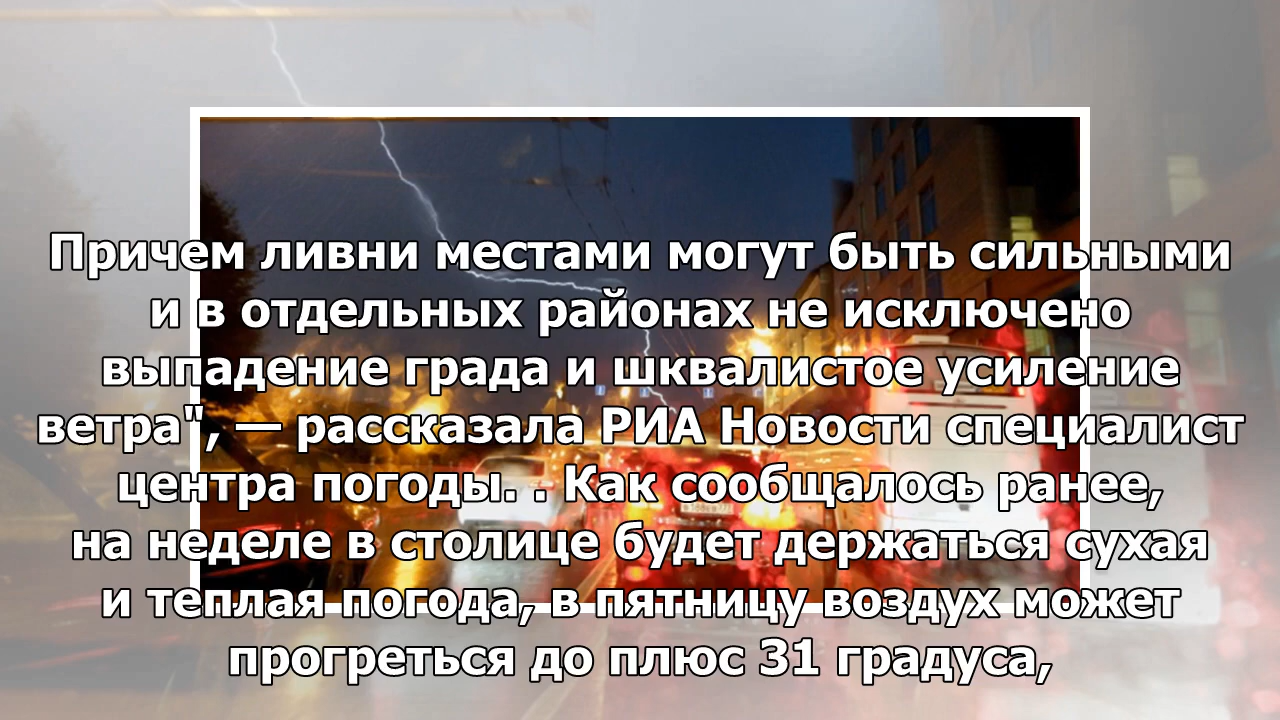 Причем ливни местами могут быть сильными
и в отдельных районах не исключено
выпадение града и шквалистое усиление
ветра", — рассказала РИА Новости специалист
центра погоды. . Как сообщалось ранее,
на неделе в столице будет держаться сухая
и теплая погода, в пятницу воздух может
прогреться до плюс 31 градуса,